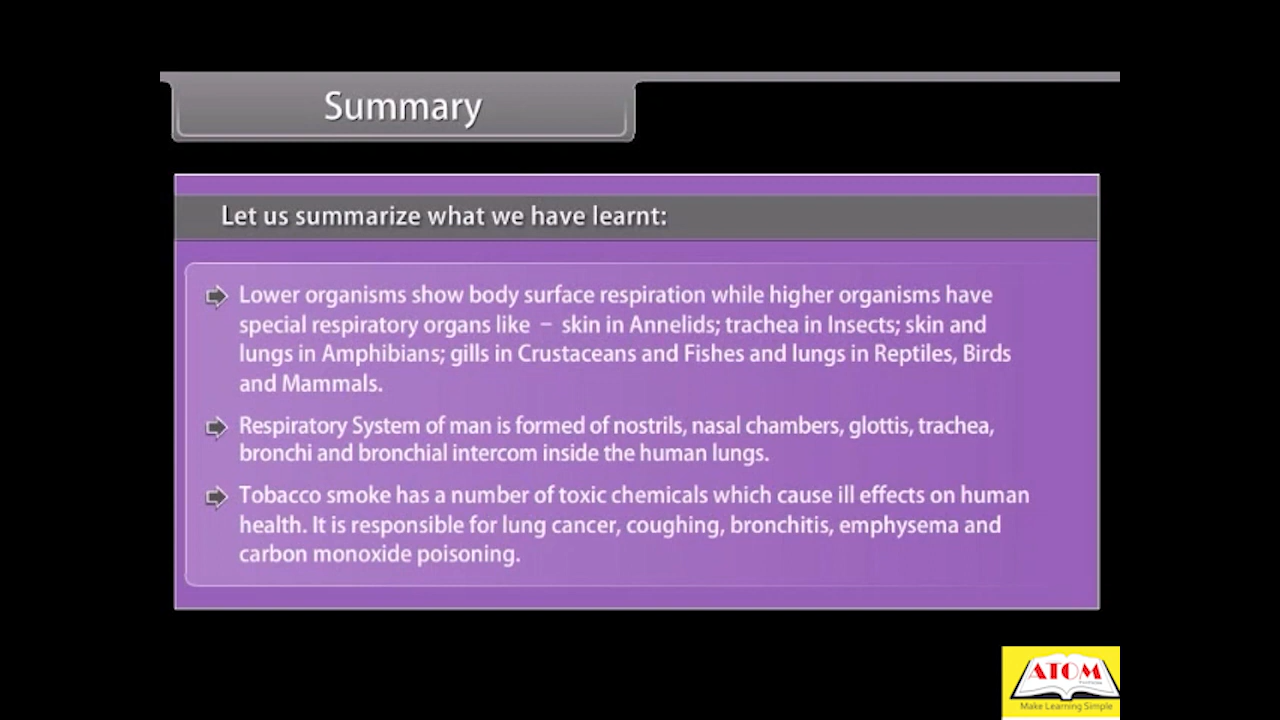 Summary
Let us summarize what we have learnt:
Lower organisms show body surface respiration while higher organisms have
special respiratory organs like – skin in Annelids; trachea in Insects; skin and
lungs in Amphibians; gills in Crustaceans and Fishes and lungs in Reptiles, Birds
and Mammals.
Respiratory System of man is formed of nostrils, nasal chambers, glottis, trachea,
bronchi and bronchial intercom inside the human lungs.
Tobacco smoke has a number of toxic chemicals which cause ill effects on human
health. It is responsible for lung cancer, coughing, bronchitis, emphysema and
carbon monoxide poisoning.
ATOM
Make Learning Simple